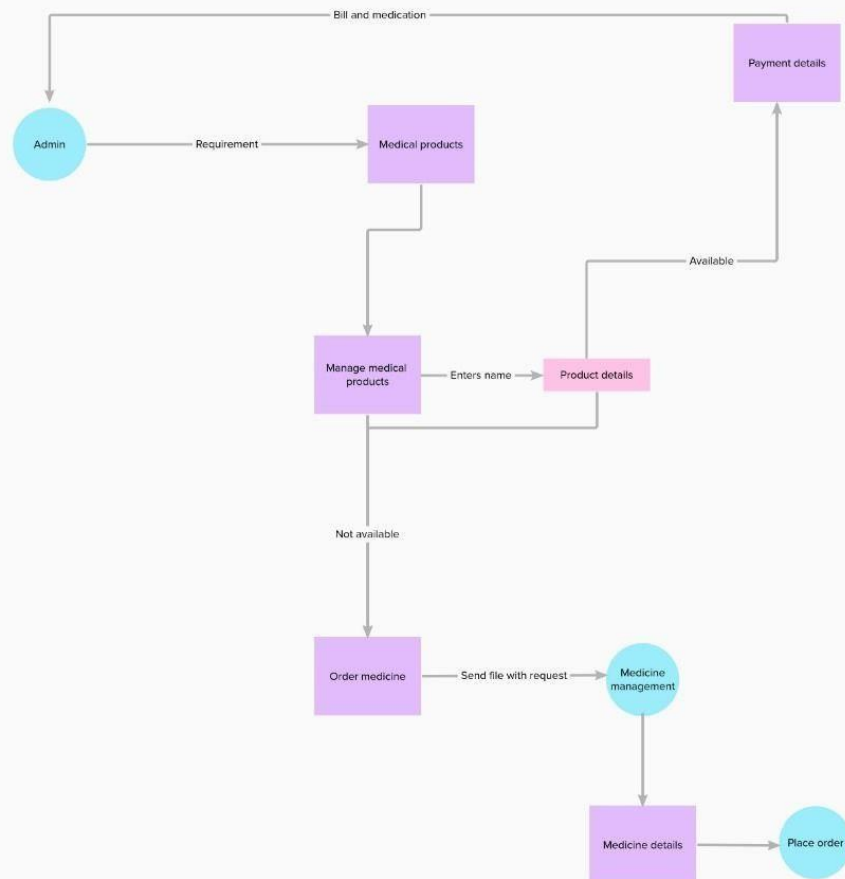 Bill and medication
Payment details
Admin
Requirement
Medical products
Available
Manage medical
products
Enters name
Product details
Not available
Order medicine
Send file with request
Medicine
management
Medicine details
Place order